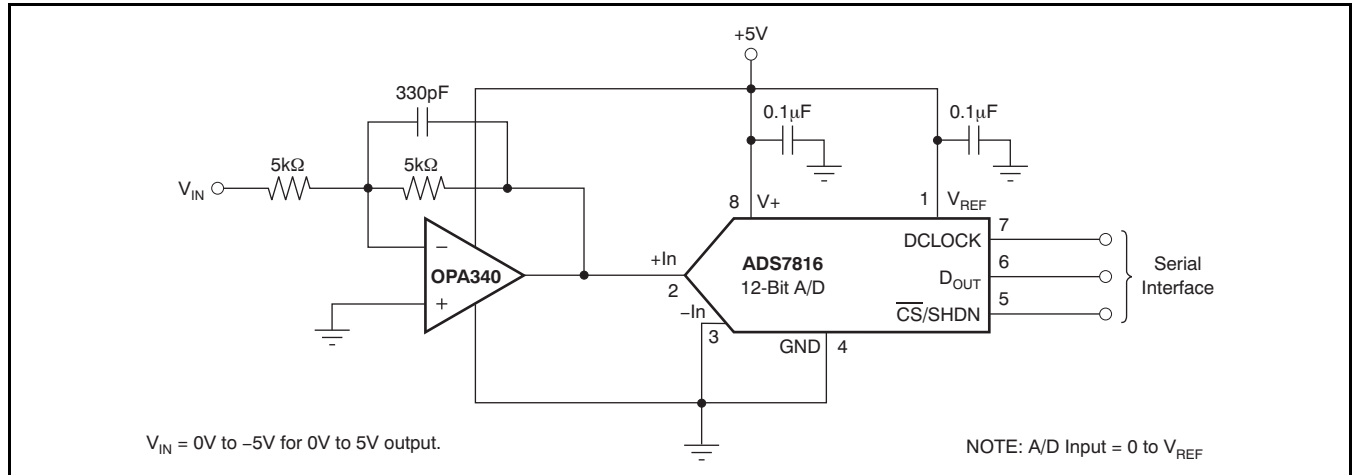 +5V
330pF
0.1µF
0.1µF
5kΩ
5kΩ
V_IN
8
V+
1
V_REF
7
DCLOCK
−
OPA340
+
+In
2
ADS7816
12-Bit A/D
6
D_OUT
Serial
Interface
−In
3
5
C̅S̅/SHDN
GND
4
V_IN = 0V to −5V for 0V to 5V output.
NOTE: A/D Input = 0 to V_REF